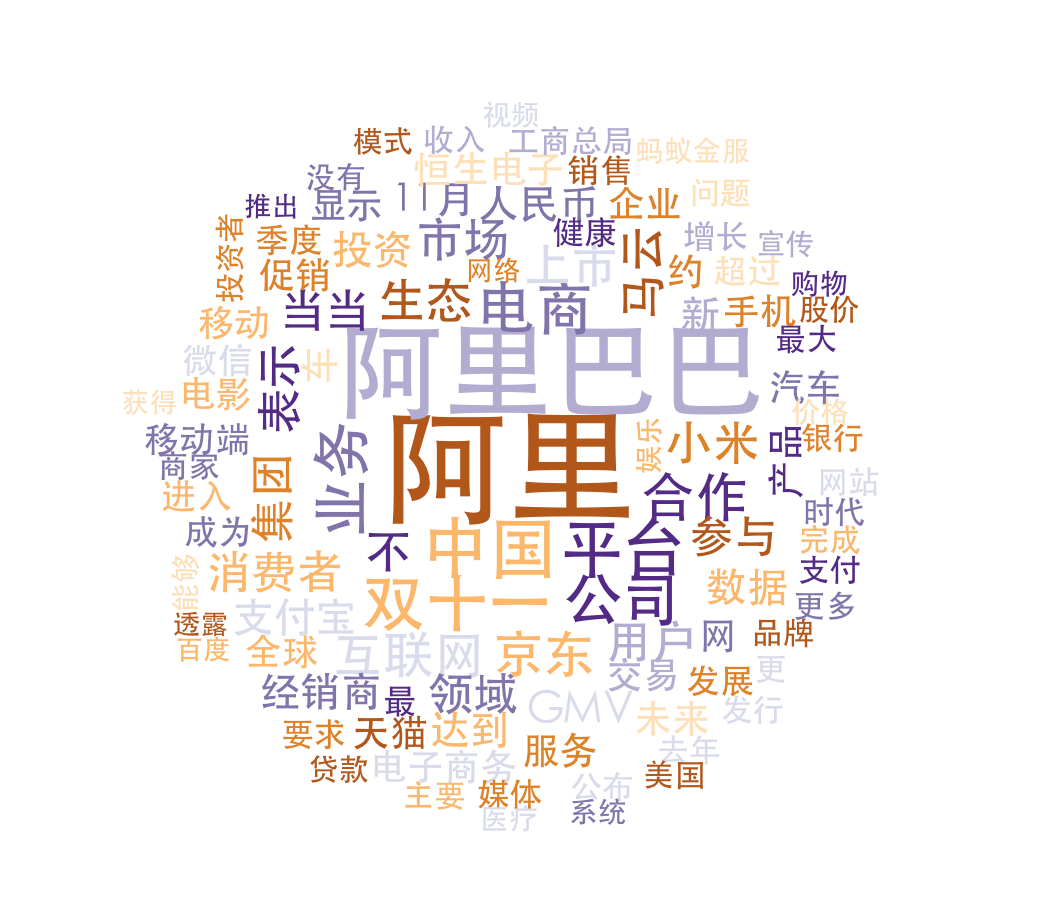 视频
模式
收入
工商总局
蚂蚁金服
恒生电子
销售
没有
问题
推出
显示
11月
人民币
企业
投资者
季度
投资
市场
健康
马云
增长
宣传
促销
网络
上市
约
超过
购物
当当
生态
电商
新
手机
股价
移动
阿里巴巴
最大
微信
车
表示
电影
汽车
获得
价格
移动端
业务
阿里
娱乐
小米
产品
银行
商家
集团
合作
网站
进入
时代
成为
不
中国
平台
参与
完成
能够
消费者
双十一
公司
数据
支付
更多
透露
支付宝
百度
全球
互联网
京东
用户
网
品牌
交易
发展
更
经销商
最
领域
GMV
未来
发行
要求
天猫
达到
服务
去年
贷款
电子商务
美国
主要
媒体
公布
医疗
系统